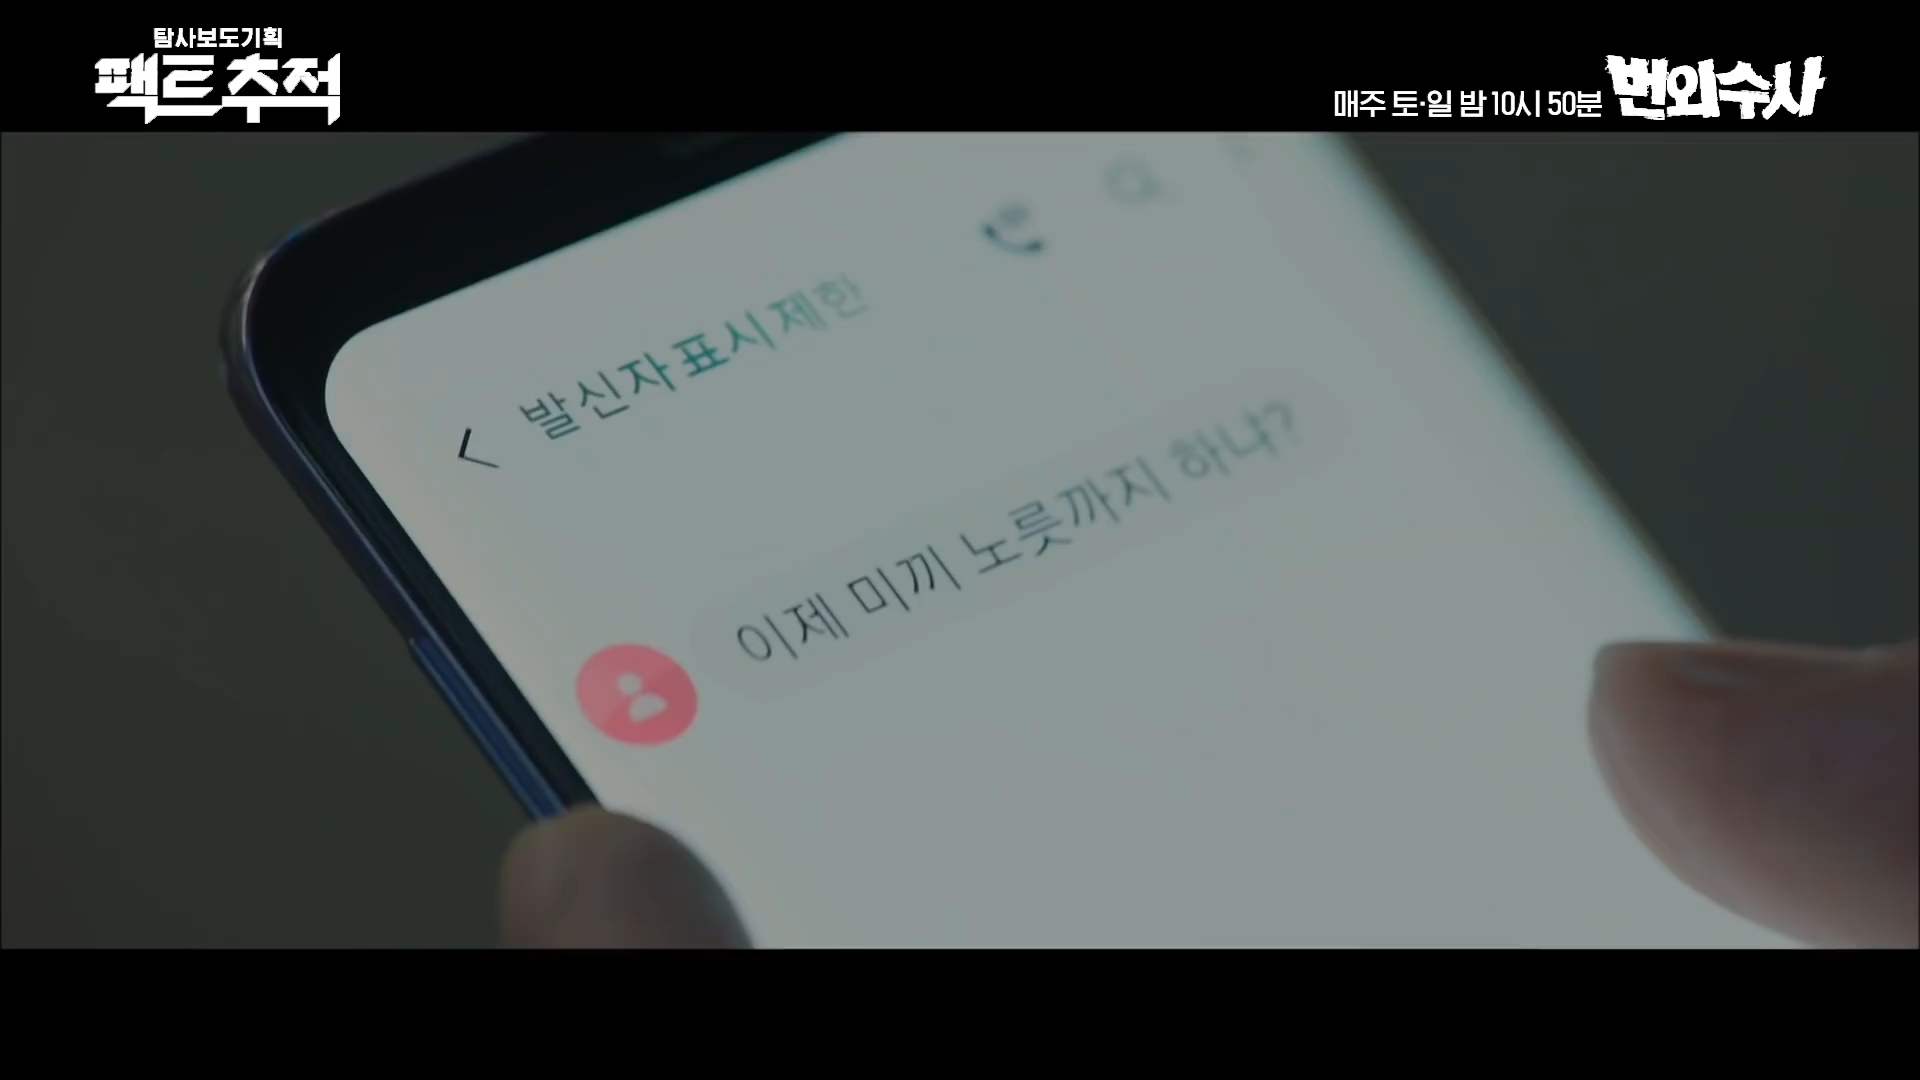 탐사보도기획
팩트 추적
매주 토·일 밤 10시 50분 번외수사
발신자 표시 제한
이제 미끼 노릇까지 하냐?